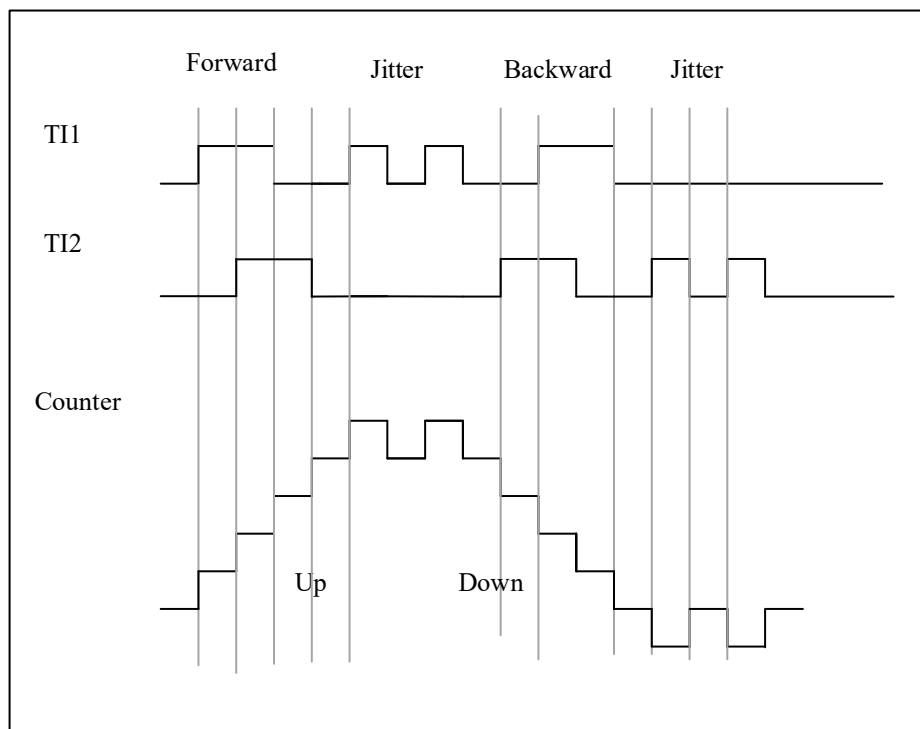 Forward
Jitter
Backward
Jitter
TI1
TI2
Counter
Up
Down